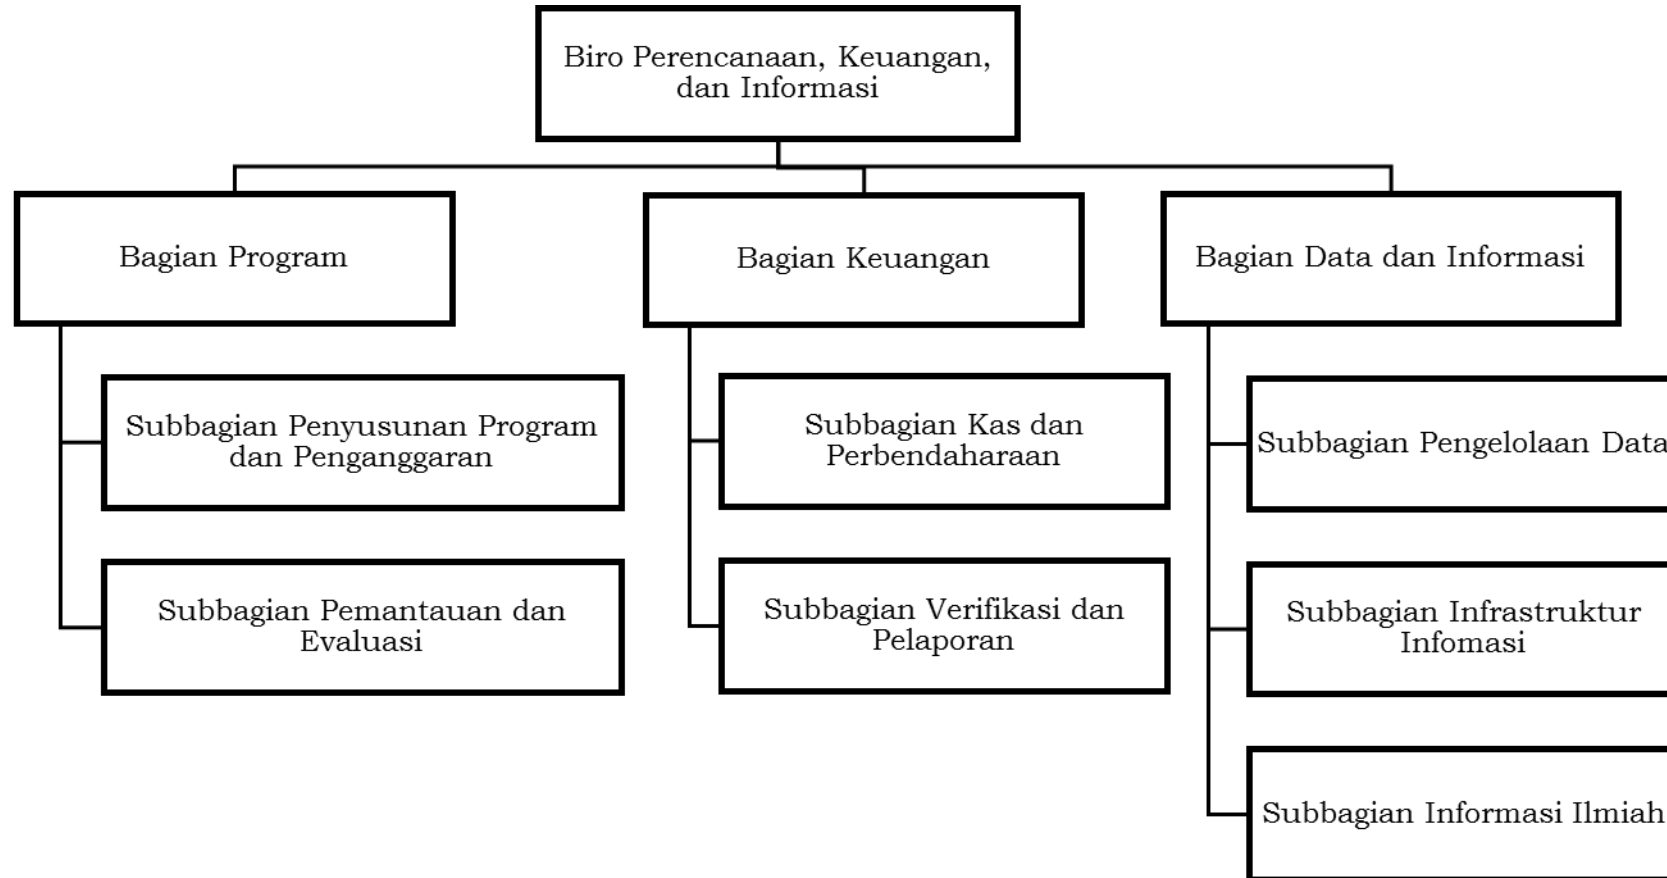 Biro Perencanaan, Keuangan,
dan Informasi
Bagian Program
Bagian Keuangan
Bagian Data dan Informasi
Subbagian Penyusunan Program
dan Penganggaran
Subbagian Kas dan
Perbendaharaan
Subbagian Pengelolaan Data
Subbagian Pemantauan dan
Evaluasi
Subbagian Verifikasi dan
Pelaporan
Subbagian Infrastruktur
Infomasi
Subbagian Informasi Ilmiah